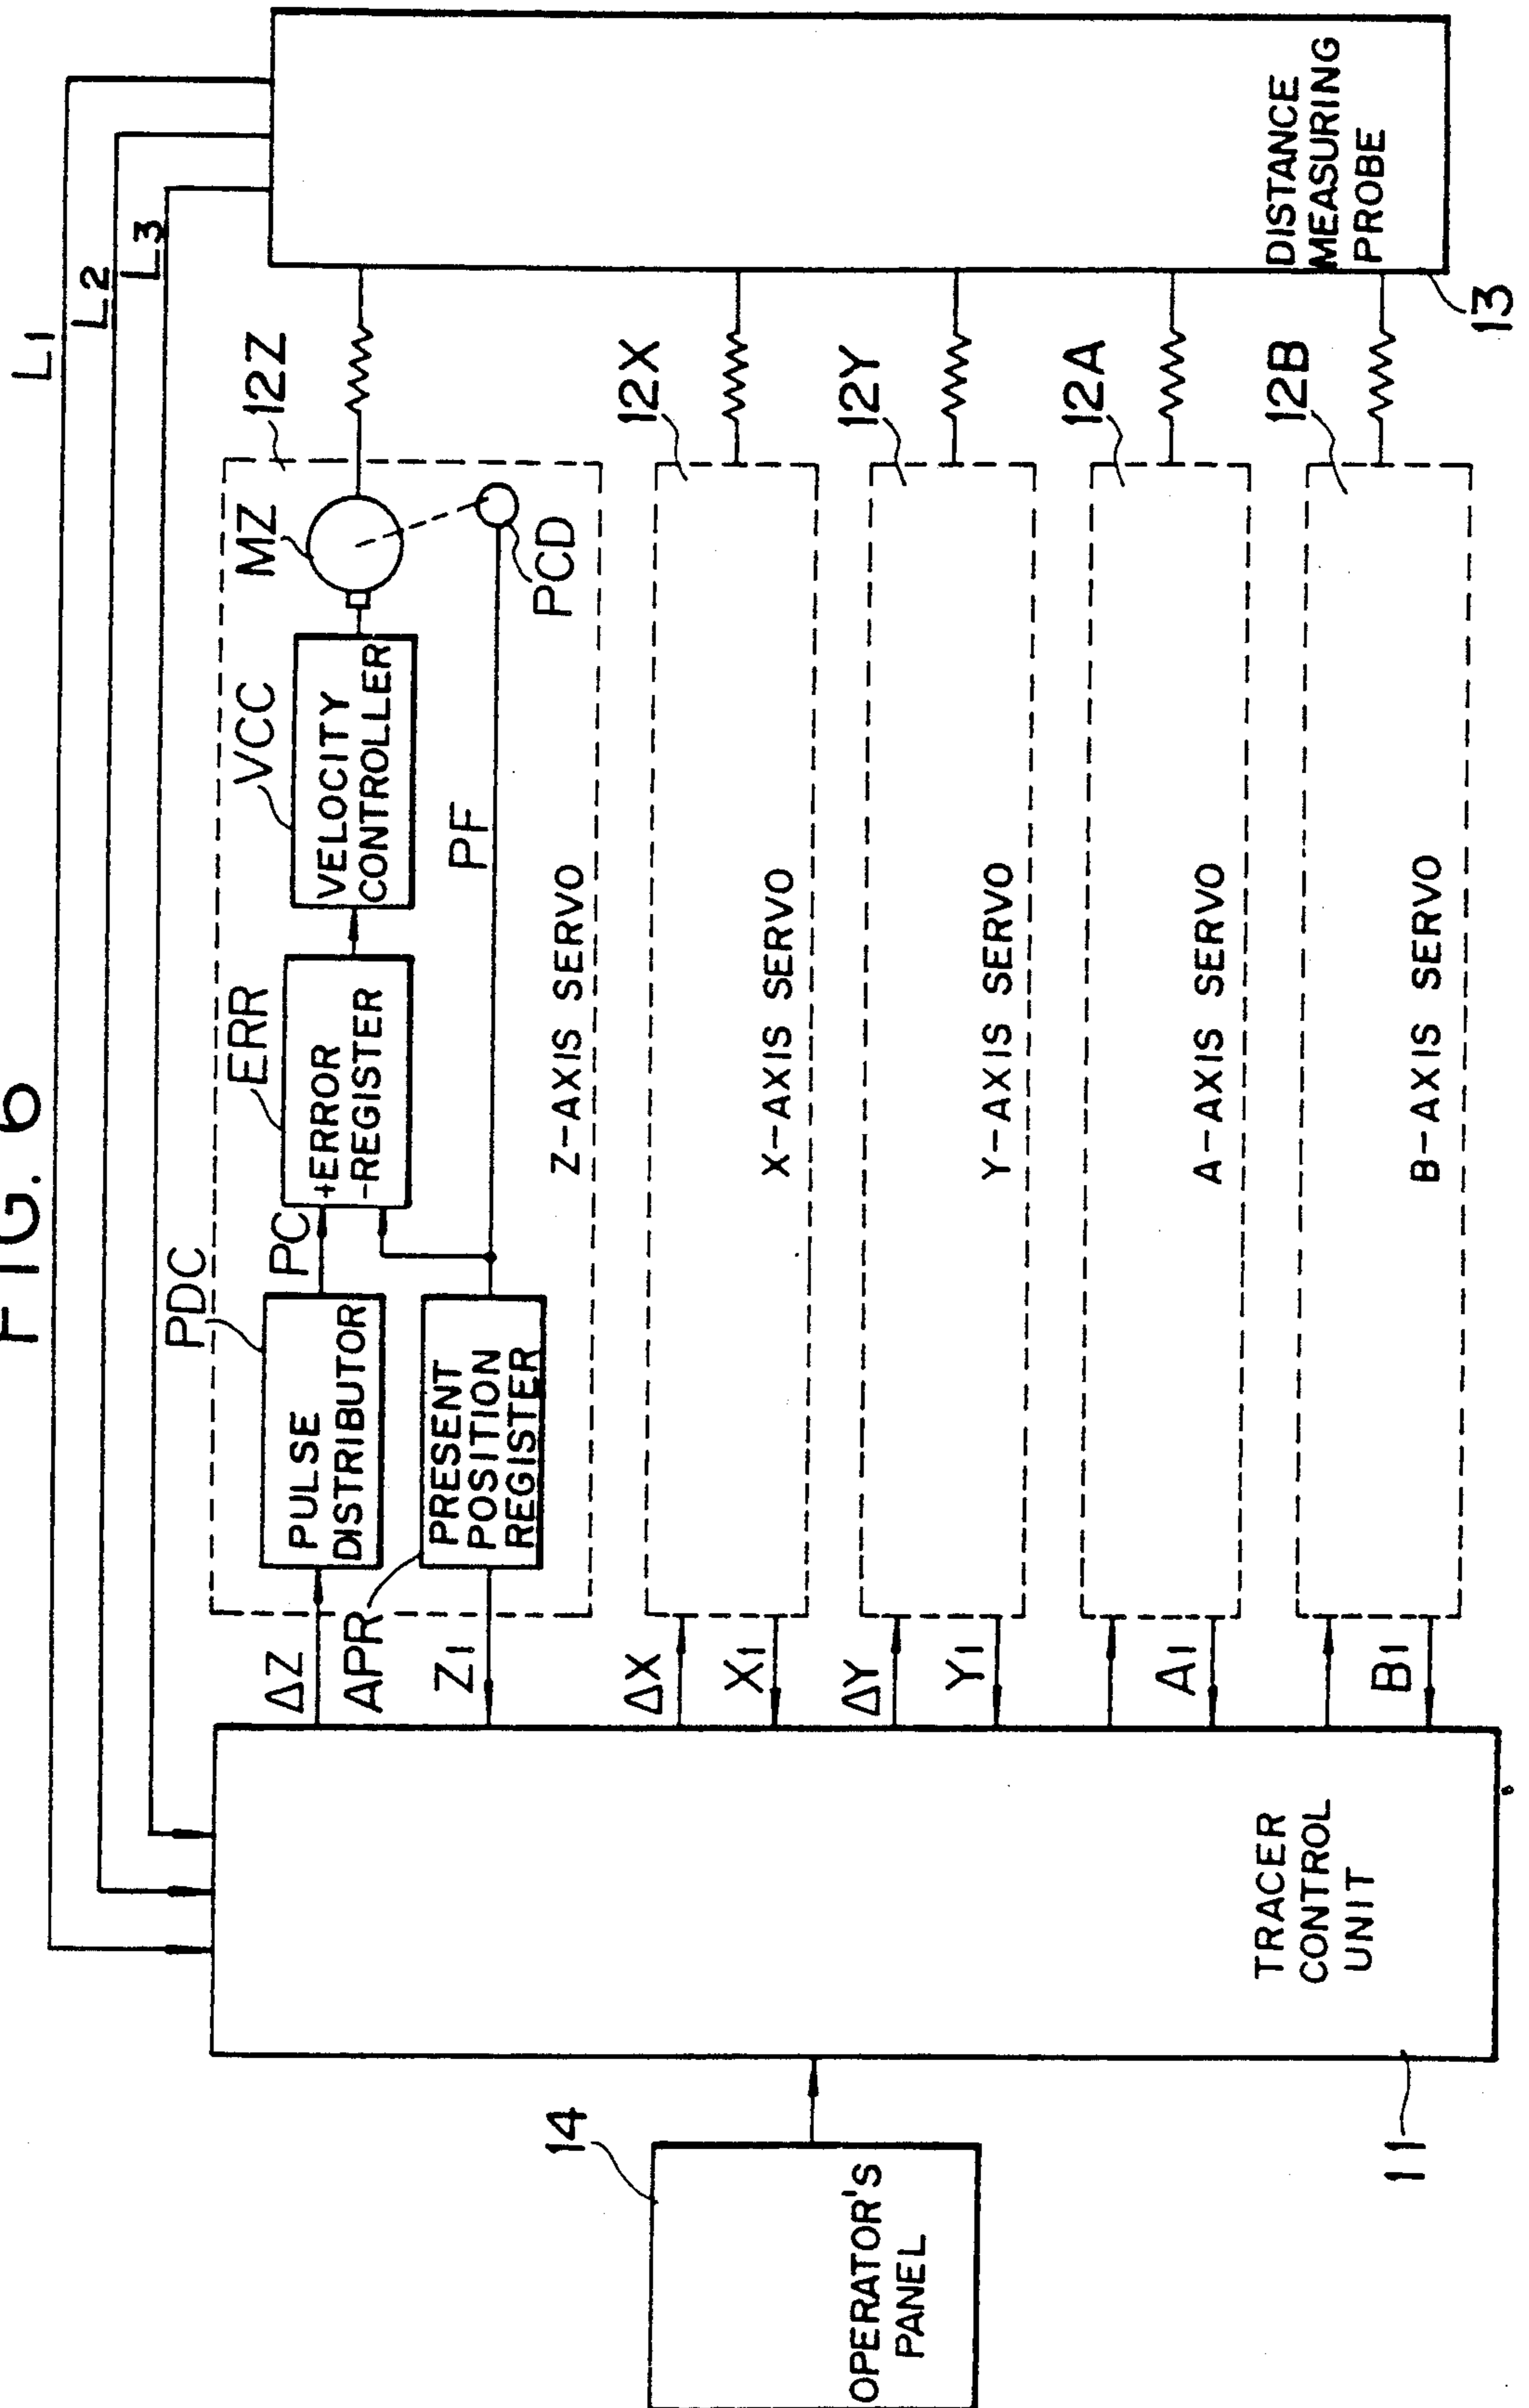 FIG. 6
L1
L2
L3
14
OPERATOR'S
PANEL
11
TRACER
CONTROL
UNIT
ΔZ
APR
Z1
ΔX
X1
ΔY
Y1
A1
B1
PDC
PULSE
DISTRIBUTOR
PRESENT
POSITION
REGISTER
PC
ERR
+ERROR
-REGISTER
VCC
VELOCITY
CONTROLLER
PF
MZ
PCD
12Z
Z-AXIS SERVO
12X
X-AXIS SERVO
12Y
Y-AXIS SERVO
12A
A-AXIS SERVO
12B
B-AXIS SERVO
DISTANCE
MEASURING
PROBE
13